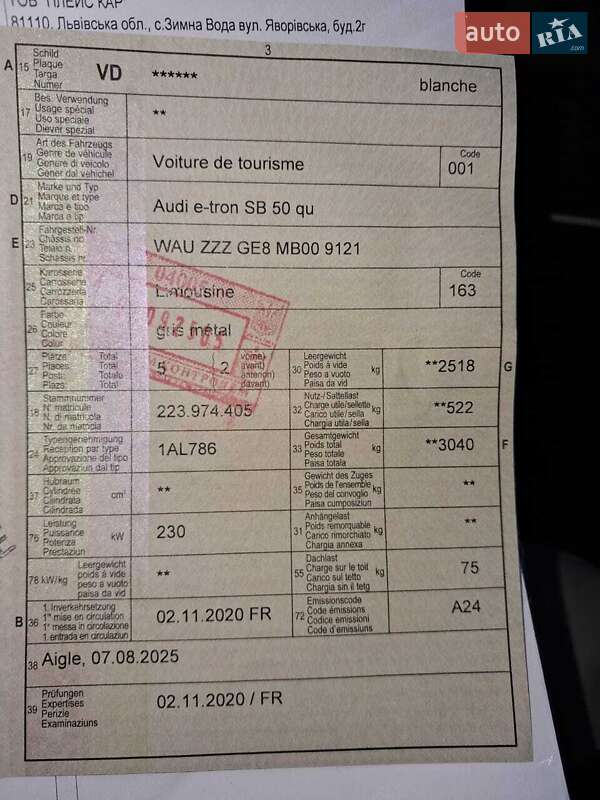 ТОВ "ПЛЕЙС КАР"
81110, Львівська обл., с.Зимна Вода вул. Яворівська, буд.2г
auto RIA .com
3
A 15 Schild Plaque Targa Numer VD ****** blanche
17 Bes. Verwendung Usage spécial Uso speciale Diever spezial **
19 Art des Fahrzeugs Genre de véhicule Genere di veicolo Gener dal vehichel Voiture de tourisme Code 001
D 21 Marke und Typ Marque et type Marca e tipo Marca e tip Audi e-tron SB 50 qu
E 23 Fahrgestell-Nr. Châssis no Telaio n. Schassis nr. WAU ZZZ GE8 MB00 9121
25 Karosserie Carrosserie Carrozzeria Carossaria Limousine Code 163
26 Farbe Couleur Colore Colur gris métal
27 Plätze: Total Places: Total Posti: Totale Plazs: Total 5 2 vorne) avant) anteriori) davant)
30 Leergewicht Poids à vide Peso a vuoto Paisa da vid kg **2518 G
18 Stammnummer N° matricule N. di matricola Nr. da matricla 223.974.405
32 Nutz-/Sattellast Charge utile/sellette Carico utile/sella Chargia utila/sella kg **522
24 Typengenehmigung Réception par type Approvazione del tipo Approvaziun dal tip 1AL786
33 Gesamtgewicht Poids total Peso totale Paisa totala kg **3040 F
37 Hubraum Cylindrée Cilindrata Cilindrada cm³ **
35 Gewicht des Zuges Poids de l'ensemble Peso del convoglio Paisa cumposiziun kg **
76 Leistung Puissance Potenza Prestaziun kW 230
31 Anhängelast Poids remorquable Carico rimorchiato Chargia annexa kg **
78 kW/kg Leergewicht poids à vide peso a vuoto paisa da vid **
55 Dachlast Charge sur le toit Carico sul tetto Chargia sin il tetg kg 75
B 36 1. Inverkehrsetzung 1re mise en circulation 1a messa in circolazione 1. entrada en circulaziun 02.11.2020 FR
72 Emissionscode Code émissions Codice emissioni Code d'emissiuns A24
38 Aigle, 07.08.2025
39 Prüfungen Expertises Perizie Examinaziuns 02.11.2020 / FR